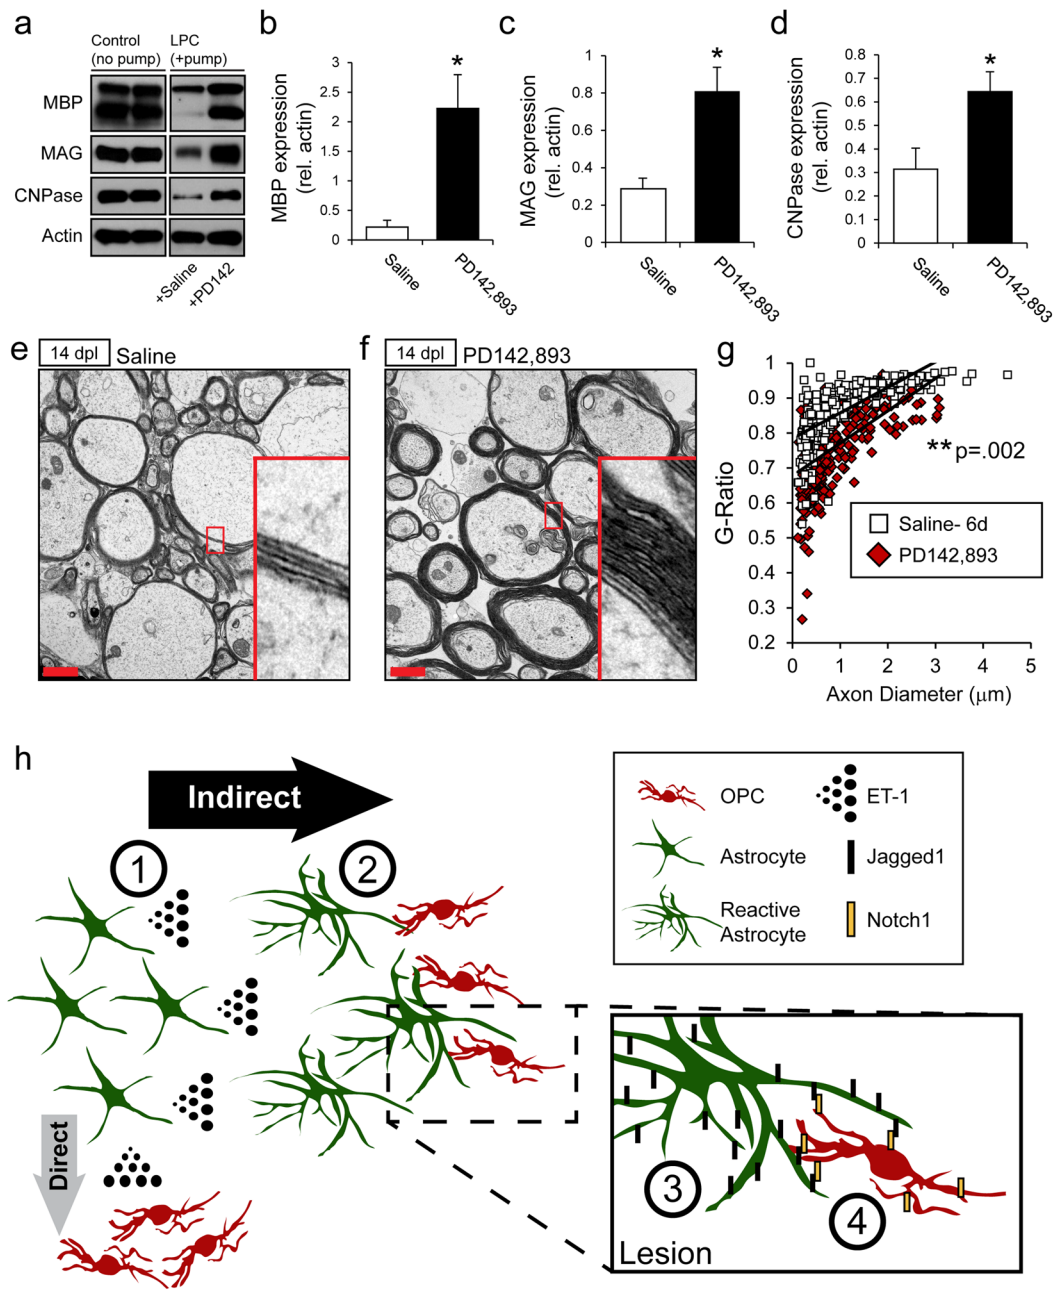 a
Control
(no pump)
LPC
(+pump)
MBP
MAG
CNPase
Actin
+Saline
+PD142
b
MBP expression
(rel. actin)
3
2.5
2
1.5
1
0.5
0
*
Saline
PD142,893
c
MAG expression
(rel. actin)
1
0.8
0.6
0.4
0.2
0
*
Saline
PD142,893
d
CNPase expression
(rel. actin)
0.8
0.7
0.6
0.5
0.4
0.3
0.2
0.1
0
*
Saline
PD142,893
e
14 dpl
Saline
f
14 dpl
PD142,893
g
G-Ratio
1
0.9
0.8
0.7
0.6
0.5
0.4
0.3
0.2
0 1 2 3 4 5
Axon Diameter (μm)
**p=.002
Saline- 6d
PD142,893
h
Indirect
1
2
Direct
OPC
ET-1
Astrocyte
Jagged1
Reactive
Astrocyte
Notch1
3
4
Lesion